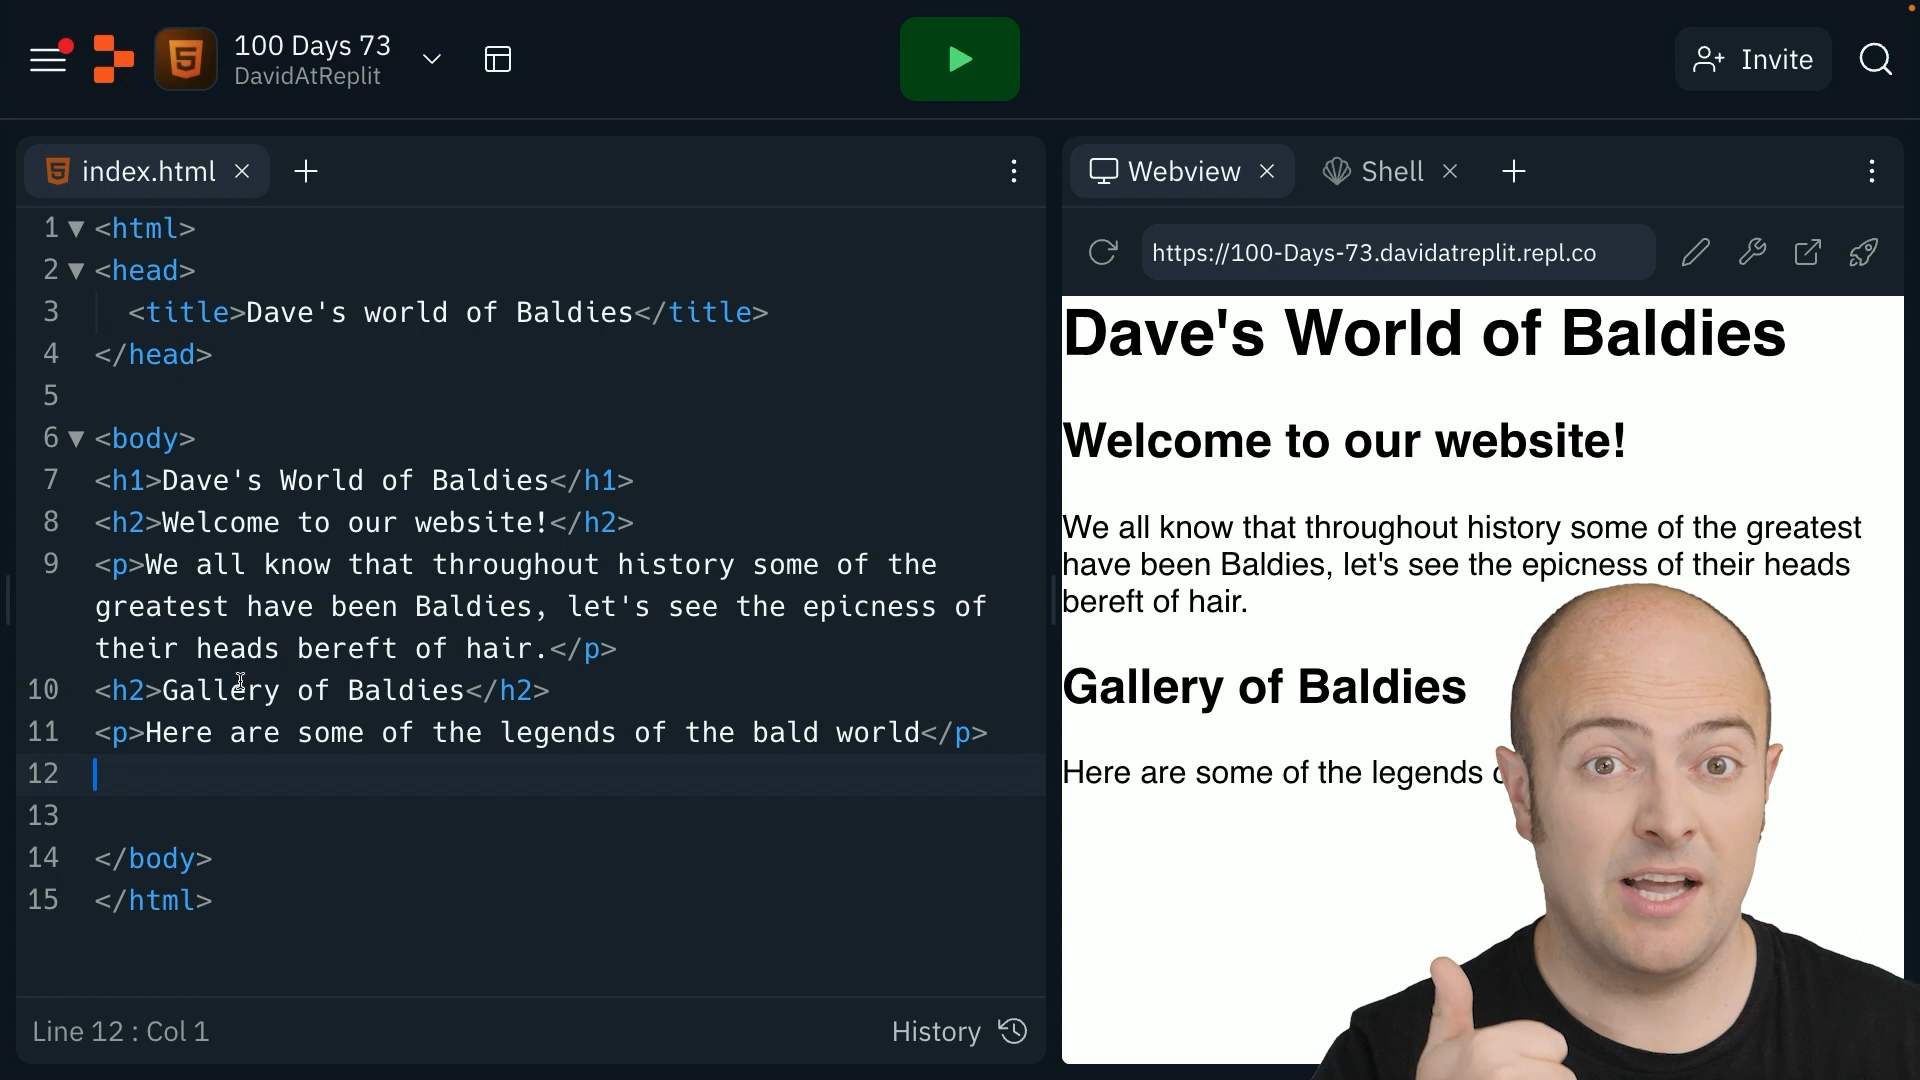 100 Days 73
DavidAtReplit
Invite
index.html
1 <html>
2 <head>
3 <title>Dave's world of Baldies</title>
4 </head>
5
6 <body>
7 <h1>Dave's World of Baldies</h1>
8 <h2>Welcome to our website!</h2>
9 <p>We all know that throughout history some of the
greatest have been Baldies, let's see the epicness of
their heads bereft of hair.</p>
10 <h2>Gallery of Baldies</h2>
11 <p>Here are some of the legends of the bald world</p>
12
13
14 </body>
15 </html>
Line 12 : Col 1
History
Webview
Shell
https://100-Days-73.davidatreplit.repl.co
Dave's World of Baldies
Welcome to our website!
We all know that throughout history some of the greatest
have been Baldies, let's see the epicness of their heads
bereft of hair.
Gallery of Baldies
Here are some of the legends